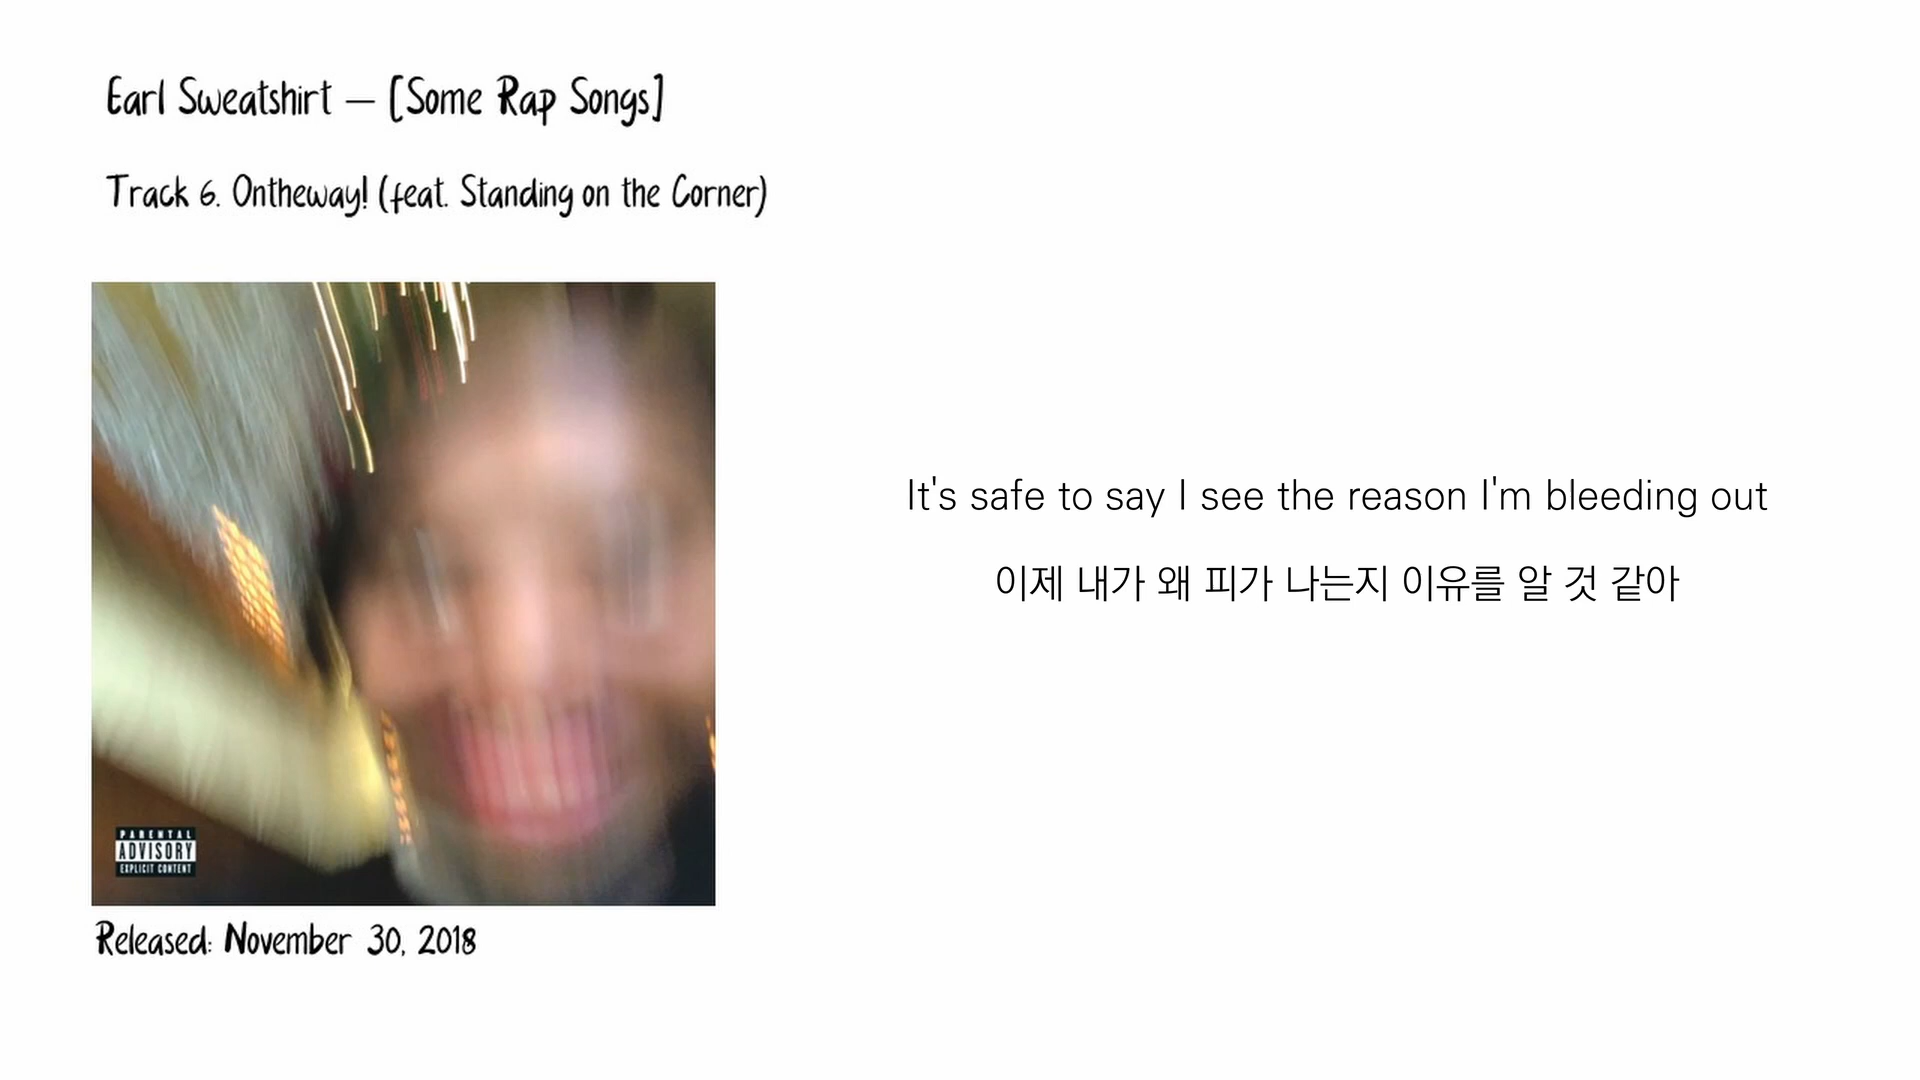 Earl Sweatshirt – [Some Rap Songs]
Track 6. Ontheway! (feat. Standing on the Corner)
PARENTAL
ADVISORY
EXPLICIT CONTENT
Released: November 30, 2018
It's safe to say I see the reason I'm bleeding out
이제 내가 왜 피가 나는지 이유를 알 것 같아